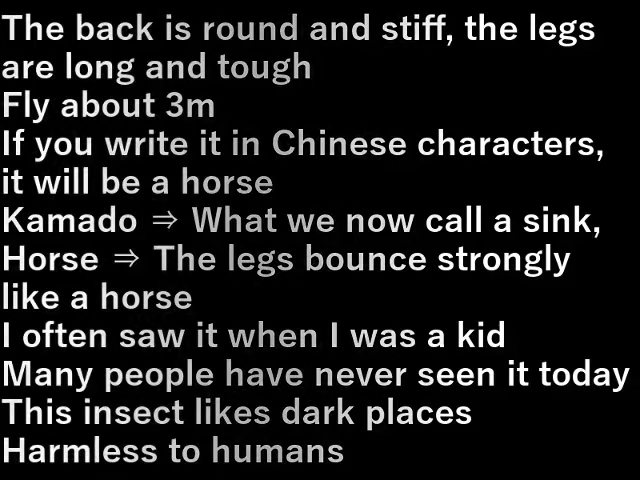 The back is round and stiff, the legs
are long and tough
Fly about 3m
If you write it in Chinese characters,
it will be a horse
Kamado ⇒ What we now call a sink,
Horse ⇒ The legs bounce strongly
like a horse
I often saw it when I was a kid
Many people have never seen it today
This insect likes dark places
Harmless to humans